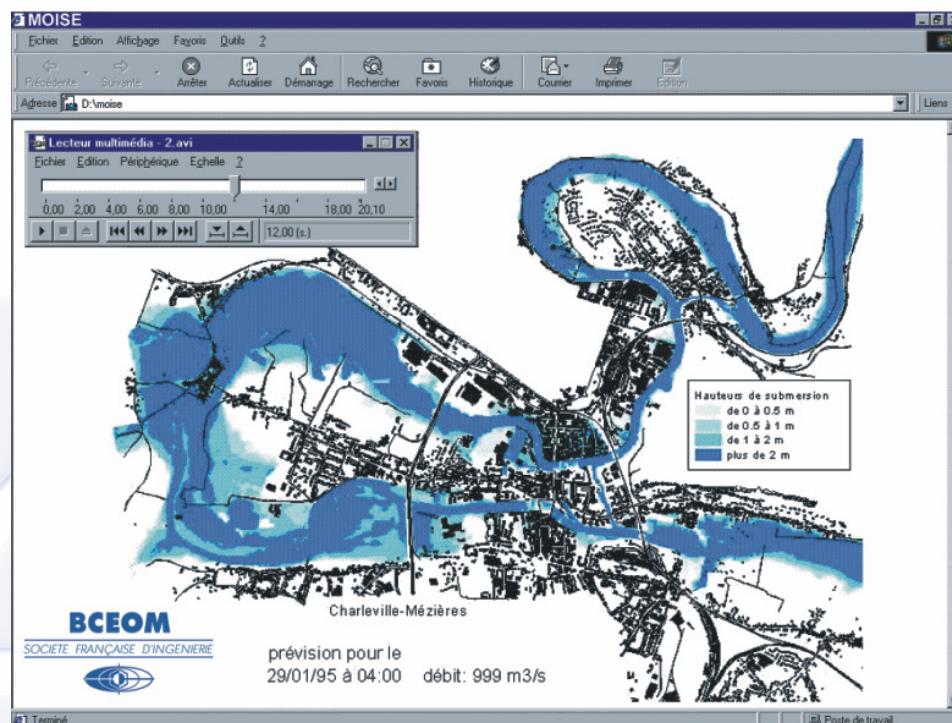 MOISE
Fichier Edition Affichage Favoris Outils ?
Précédente Suivante Arrêter Actualiser Démarrage Rechercher Favoris Historique Courrier Imprimer Edition
Adresse D:\moise Liens
Lecteur multimédia - 2.avi
Fichier Edition Périphérique Echelle ?
0,00 2,00 4,00 6,00 8,00 10,00 14,00 18,00 20,10
12,00 (s.)
Hauteurs de submersion
de 0 à 0.5 m
de 0.5 à 1 m
de 1 à 2 m
plus de 2 m
Charleville-Mézières
BCEOM
SOCIETE FRANÇAISE D'INGENIERIE
prévision pour le
29/01/95 à 04:00 débit: 999 m3/s
Terminé Poste de travail